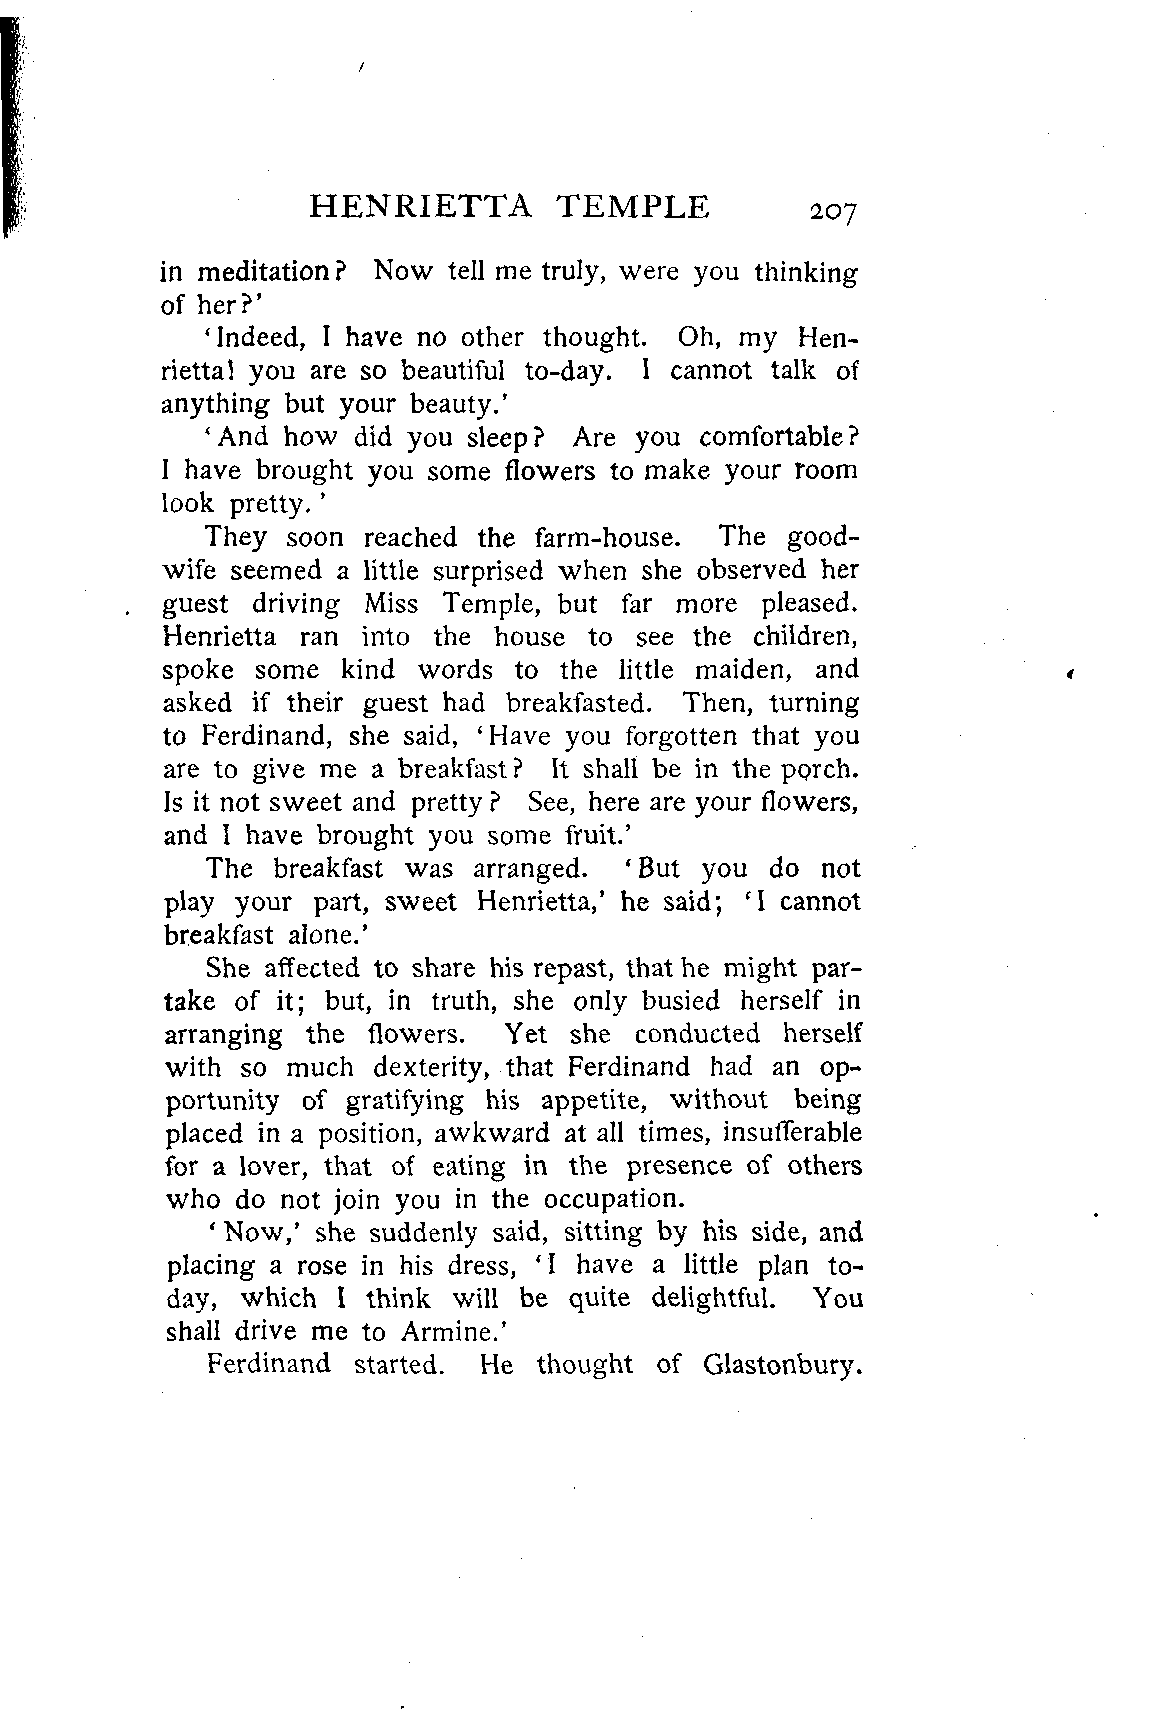 HENRIETTA TEMPLE 207
in meditation? Now tell me truly, were you thinking
of her?'
'Indeed, I have no other thought. Oh, my Hen-
rietta! you are so beautiful to-day. I cannot talk of
anything but your beauty.'
'And how did you sleep? Are you comfortable?
I have brought you some flowers to make your room
look pretty.'
They soon reached the farm-house. The good-
wife seemed a little surprised when she observed her
guest driving Miss Temple, but far more pleased.
Henrietta ran into the house to see the children,
spoke some kind words to the little maiden, and
asked if their guest had breakfasted. Then, turning
to Ferdinand, she said, 'Have you forgotten that you
are to give me a breakfast? It shall be in the porch.
Is it not sweet and pretty? See, here are your flowers,
and I have brought you some fruit.'
The breakfast was arranged. 'But you do not
play your part, sweet Henrietta,' he said; 'I cannot
breakfast alone.'
She affected to share his repast, that he might par-
take of it; but, in truth, she only busied herself in
arranging the flowers. Yet she conducted herself
with so much dexterity, that Ferdinand had an op-
portunity of gratifying his appetite, without being
placed in a position, awkward at all times, insufferable
for a lover, that of eating in the presence of others
who do not join you in the occupation.
'Now,' she suddenly said, sitting by his side, and
placing a rose in his dress, 'I have a little plan to-
day, which I think will be quite delightful. You
shall drive me to Armine.'
Ferdinand started. He thought of Glastonbury.